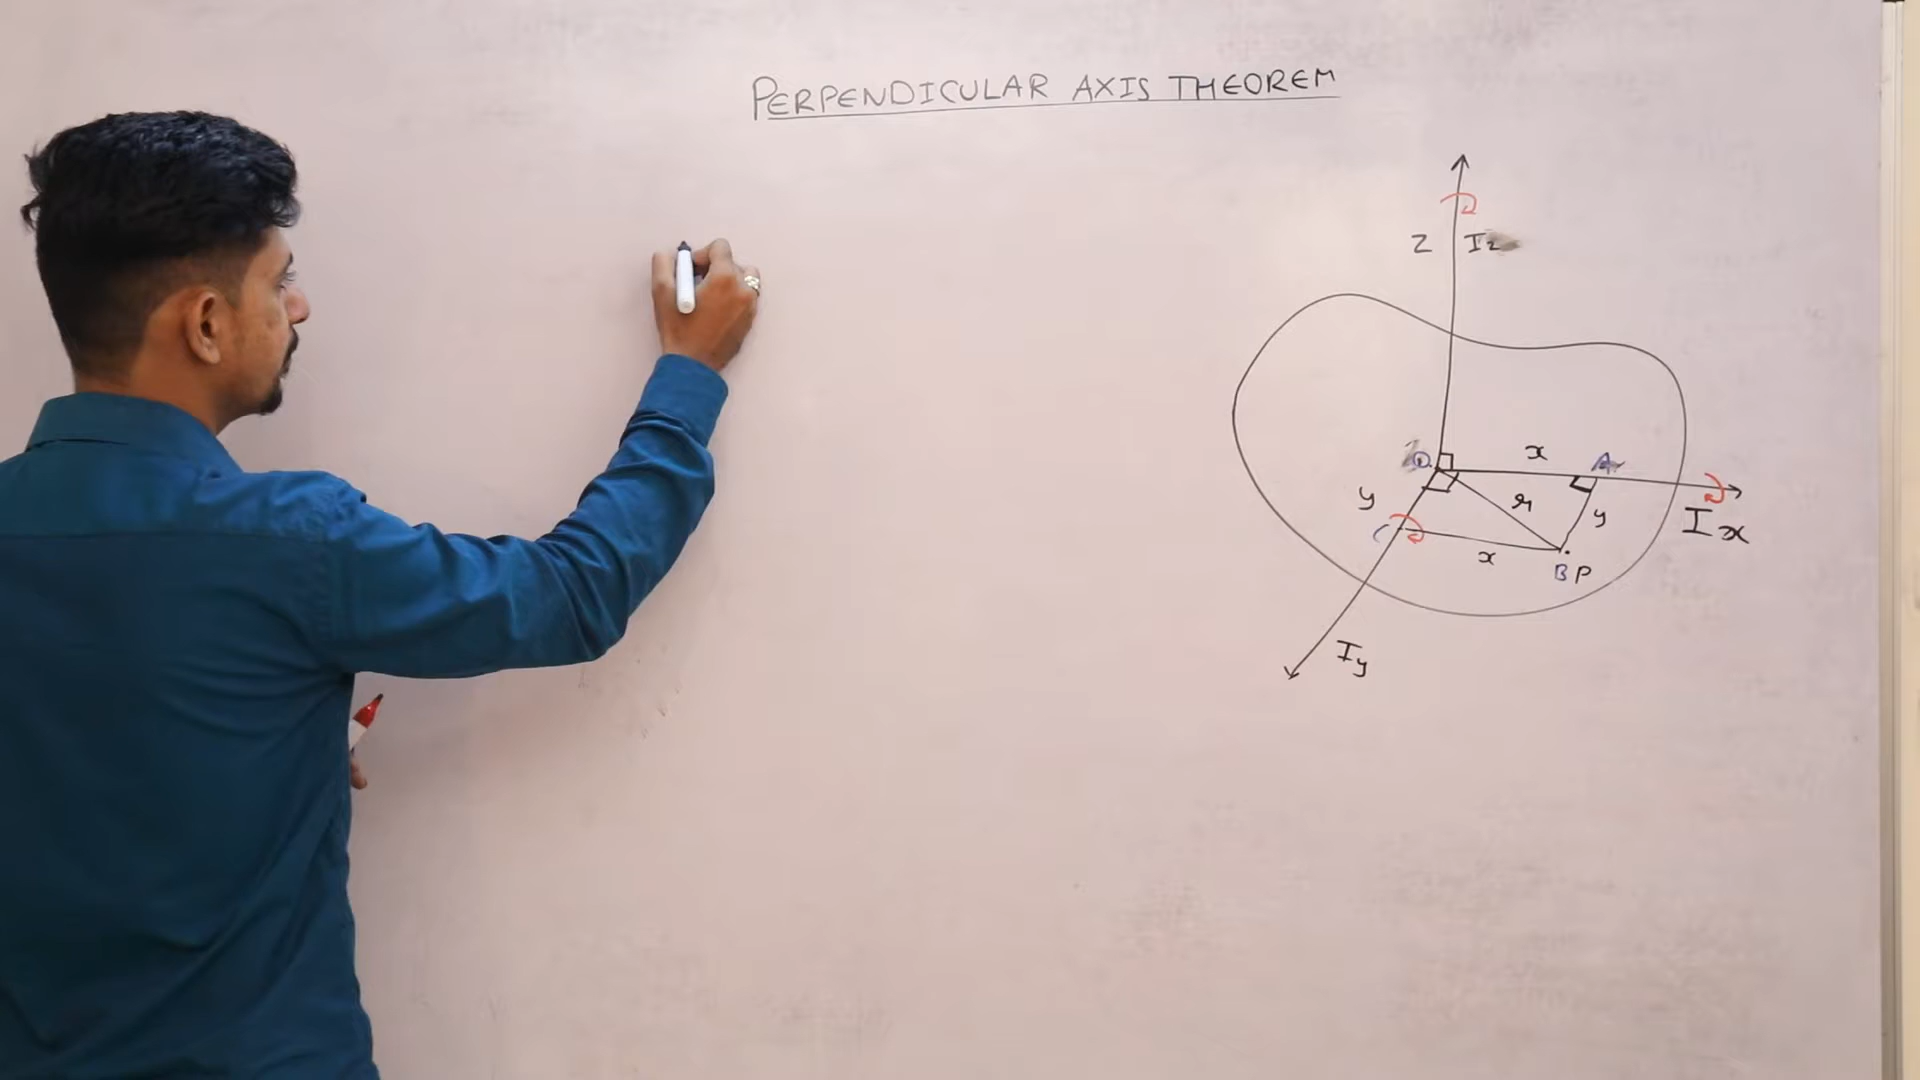 PERPENDICULAR AXIS THEOREM
Z Iz
O x A
y r y
Ix
C x
B P
Iy